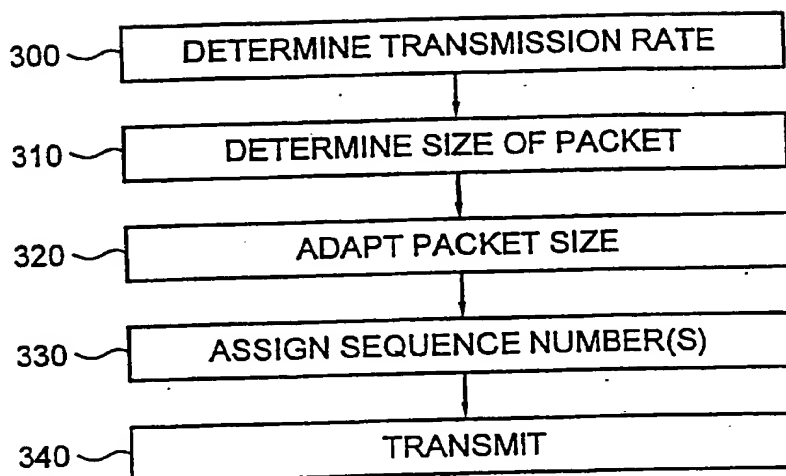 300 DETERMINE TRANSMISSION RATE
310 DETERMINE SIZE OF PACKET
320 ADAPT PACKET SIZE
330 ASSIGN SEQUENCE NUMBER(S)
340 TRANSMIT